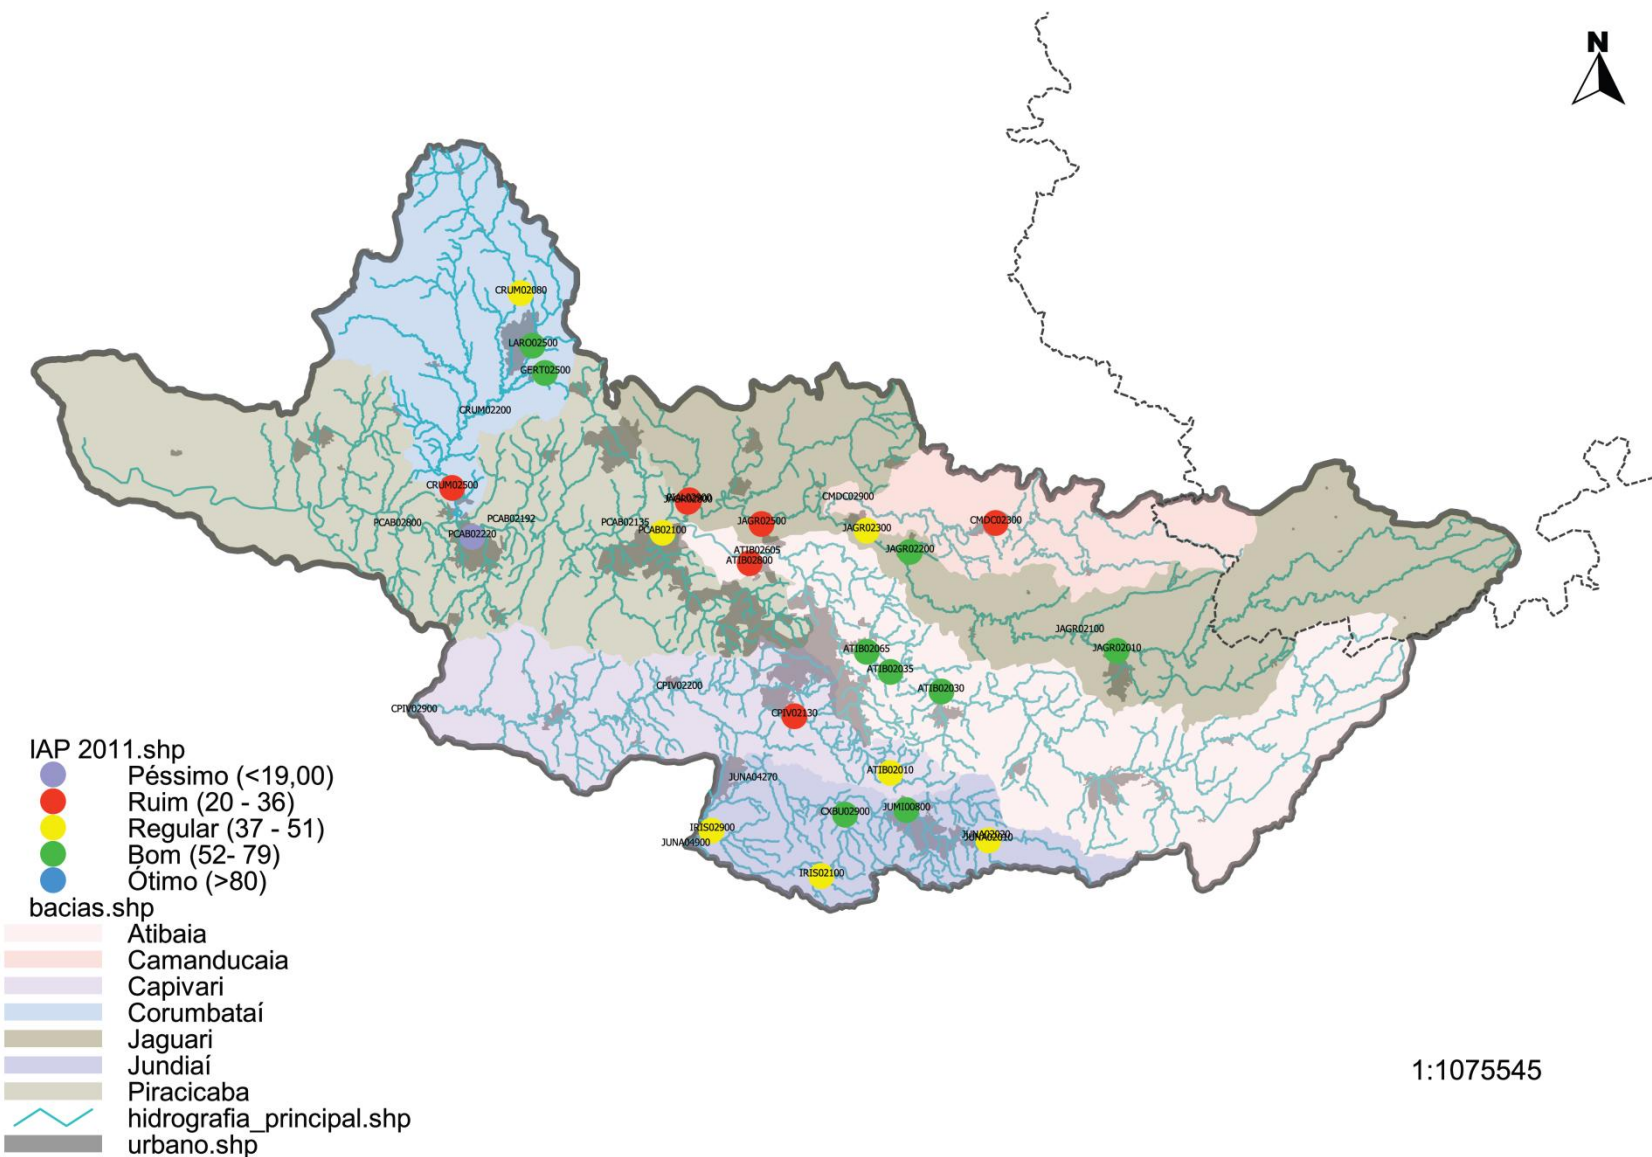 N
CRUM02080
LARO02500
GERT02500
CRUM02200
CRUM02500
PCAB02800
PCAB02192
PCAB02220
PCAB02135
PCAB02100
JAGR02500
ATIB02605
ATIB02800
CMDC02900
JAGR02300
CMDC02300
JAGR02200
JAGR02100
JAGR02010
ATIB02065
ATIB02035
ATIB02030
CPIV02200
CPIV02900
CPIV02130
ATIB02010
JUNA04270
CXBU02900
JUMI00800
IRIS02900
JUNA04900
JUNA02020
JUNA02010
IRIS02100
IAP 2011.shp
Péssimo (<19,00)
Ruim (20 - 36)
Regular (37 - 51)
Bom (52- 79)
Ótimo (>80)
bacias.shp
Atibaia
Camanducaia
Capivari
Corumbataí
Jaguari
Jundiaí
Piracicaba
hidrografia_principal.shp
urbano.shp
1:1075545